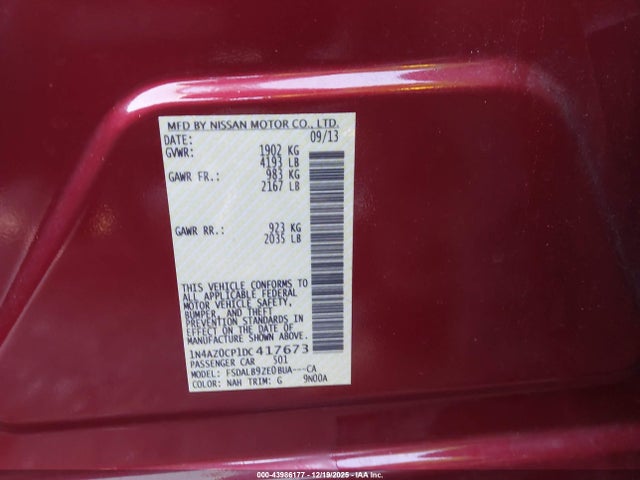 MFD BY NISSAN MOTOR CO., LTD.
DATE: 09/13
GVWR: 1902 KG
4193 LB
GAWR FR.: 983 KG
2167 LB
GAWR RR.: 923 KG
2035 LB
THIS VEHICLE CONFORMS TO
ALL APPLICABLE FEDERAL
MOTOR VEHICLE SAFETY,
BUMPER, AND THEFT
PREVENTION STANDARDS
IN EFFECT ON THE DATE OF
MANUFACTURE SHOWN ABOVE.
1N4AZ0CP1DC417673
PASSENGER CAR S01
MODEL: FSDALB9ZE0BUA---CA
COLOR: NAH TRIM: G 9N00A
000-43986177 - 12/19/2025 - IAA Inc.